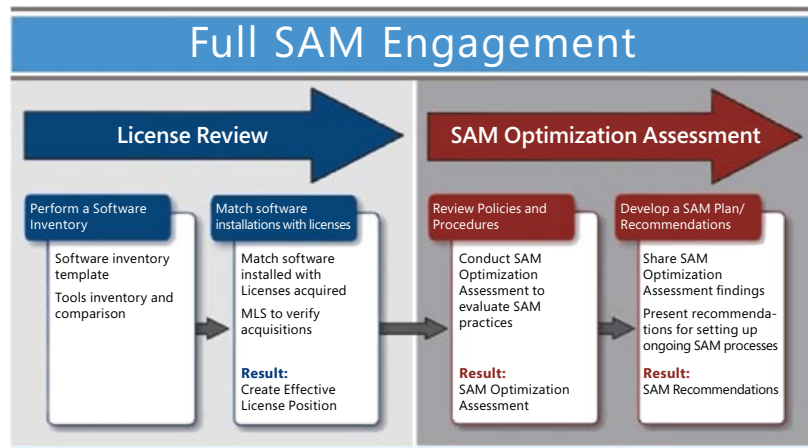 Full SAM Engagement
License Review
SAM Optimization Assessment
Perform a Software
Inventory
Software inventory
template
Tools inventory and
comparison
Match software
installations with licenses
Match software
installed with
Licenses acquired
MLS to verify
acquisitions
Result:
Create Effective
License Position
Review Policies and
Procedures
Conduct SAM
Optimization
Assessment to
evaluate SAM
practices
Result:
SAM Optimization
Assessment
Develop a SAM Plan/
Recommendations
Share SAM
Optimization
Assessment findings
Present recommenda-
tions for setting up
ongoing SAM processes
Result:
SAM Recommendations